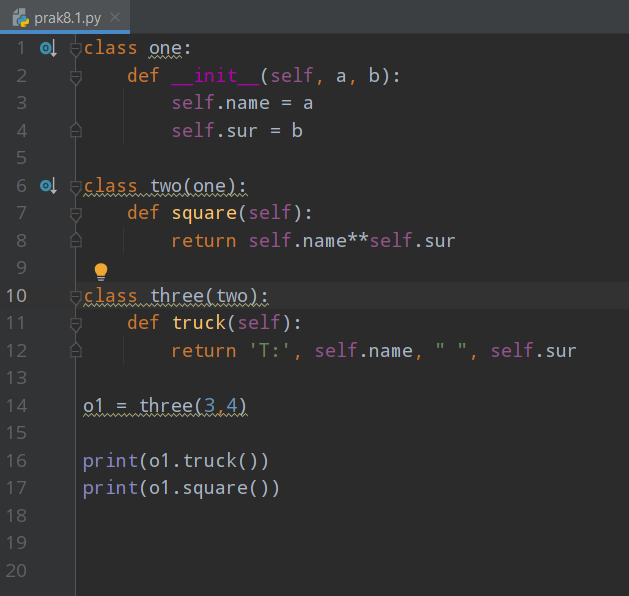 prak8.1.py
1 class one:
2     def __init__(self, a, b):
3         self.name = a
4         self.sur = b
5
6 class two(one):
7     def square(self):
8         return self.name**self.sur
9
10 class three(two):
11     def truck(self):
12         return 'T:', self.name, " ", self.sur
13
14 o1 = three(3,4)
15
16 print(o1.truck())
17 print(o1.square())
18
19
20